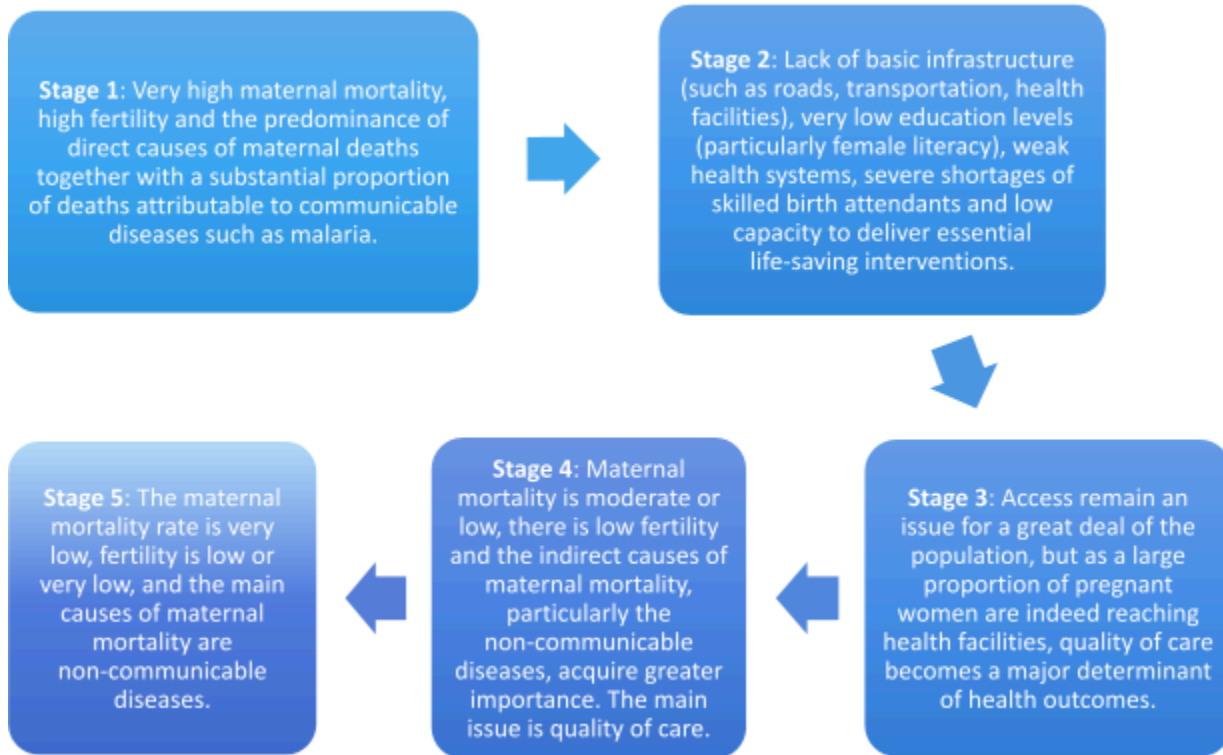 Stage 1: Very high maternal mortality,
high fertility and the predominance of
direct causes of maternal deaths
together with a substantial proportion
of deaths attributable to communicable
diseases such as malaria.
Stage 2: Lack of basic infrastructure
(such as roads, transportation, health
facilities), very low education levels
(particularly female literacy), weak
health systems, severe shortages of
skilled birth attendants and low
capacity to deliver essential
life-saving interventions.
Stage 3: Access remain an
issue for a great deal of the
population, but as a large
proportion of pregnant
women are indeed reaching
health facilities, quality of care
becomes a major determinant
of health outcomes.
Stage 4: Maternal
mortality is moderate or
low, there is low fertility
and the indirect causes of
maternal mortality,
particularly the
non-communicable
diseases, acquire greater
importance. The main
issue is quality of care.
Stage 5: The maternal
mortality rate is very
low, fertility is low or
very low, and the main
causes of maternal
mortality are
non-communicable
diseases.